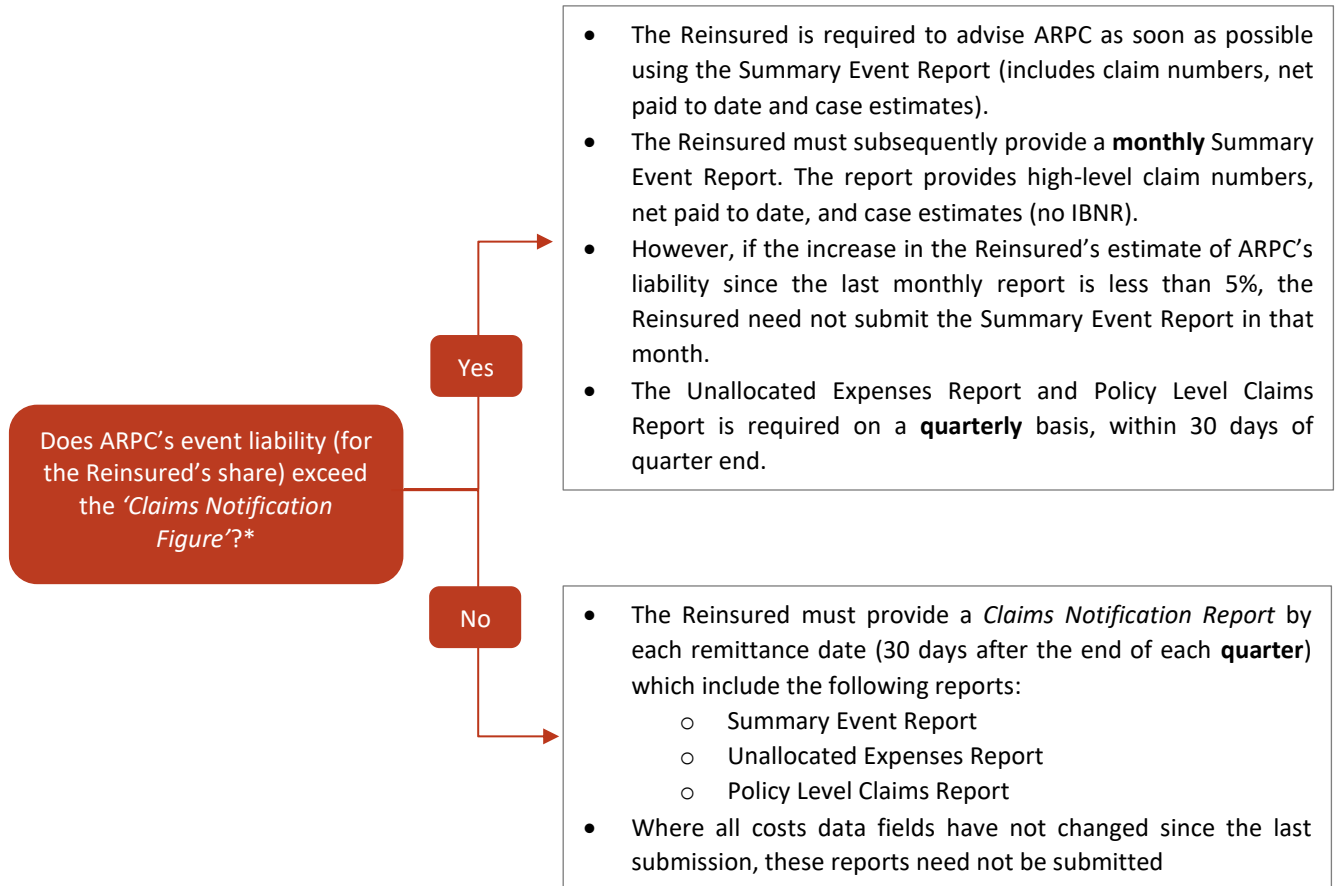 • The Reinsured is required to advise ARPC as soon as possible
using the Summary Event Report (includes claim numbers, net
paid to date and case estimates).
• The Reinsured must subsequently provide a monthly Summary
Event Report. The report provides high-level claim numbers,
net paid to date, and case estimates (no IBNR).
• However, if the increase in the Reinsured’s estimate of ARPC’s
liability since the last monthly report is less than 5%, the
Reinsured need not submit the Summary Event Report in that
month.
• The Unallocated Expenses Report and Policy Level Claims
Report is required on a quarterly basis, within 30 days of
quarter end.
Yes
Does ARPC’s event liability (for
the Reinsured’s share) exceed
the ‘Claims Notification
Figure’?*
No
• The Reinsured must provide a Claims Notification Report by
each remittance date (30 days after the end of each quarter)
which include the following reports:
o Summary Event Report
o Unallocated Expenses Report
o Policy Level Claims Report
• Where all costs data fields have not changed since the last
submission, these reports need not be submitted